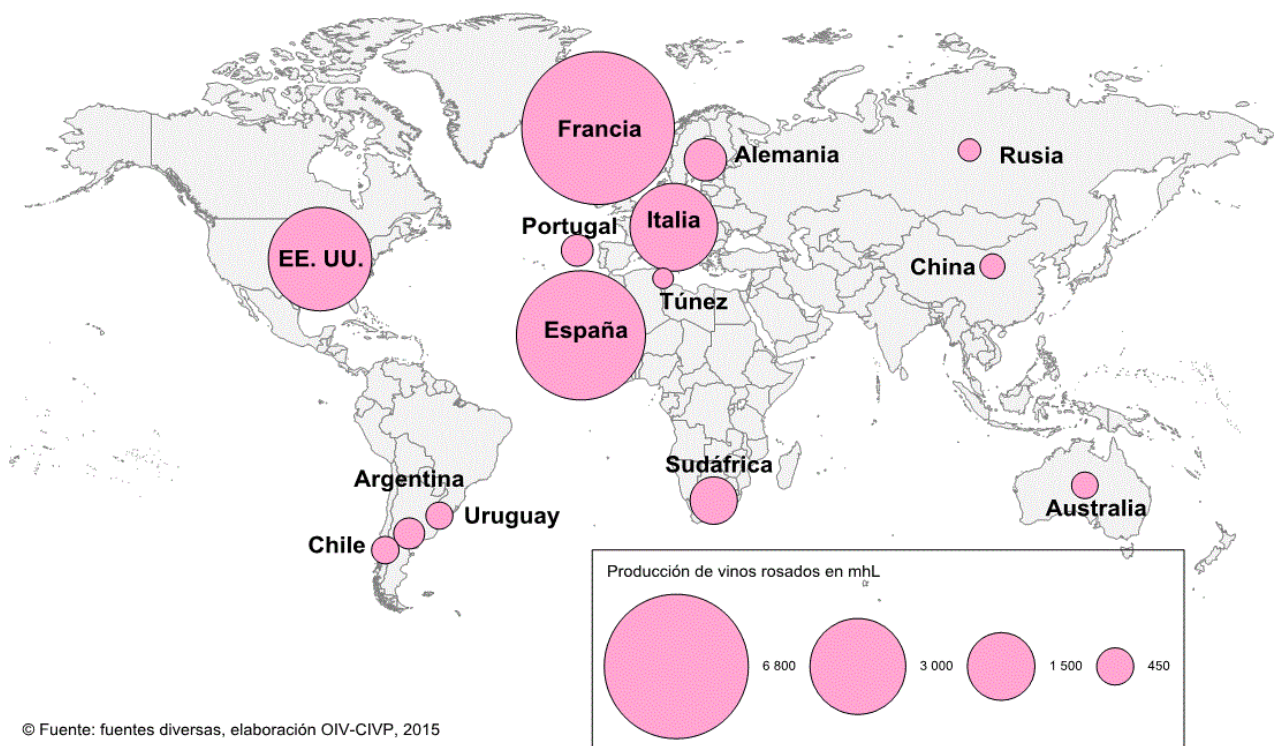 Francia
Alemania
Rusia
Portugal
Italia
EE. UU.
China
Túnez
España
Sudáfrica
Argentina
Uruguay
Australia
Chile
Producción de vinos rosados en mhL
6 800
3 000
1 500
450
© Fuente: fuentes diversas, elaboración OIV-CIVP, 2015